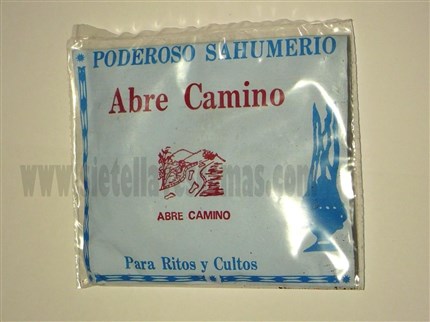 PODEROSO SAHUMERIO
Abre Camino
ABRE CAMINO
Para Ritos y Cultos